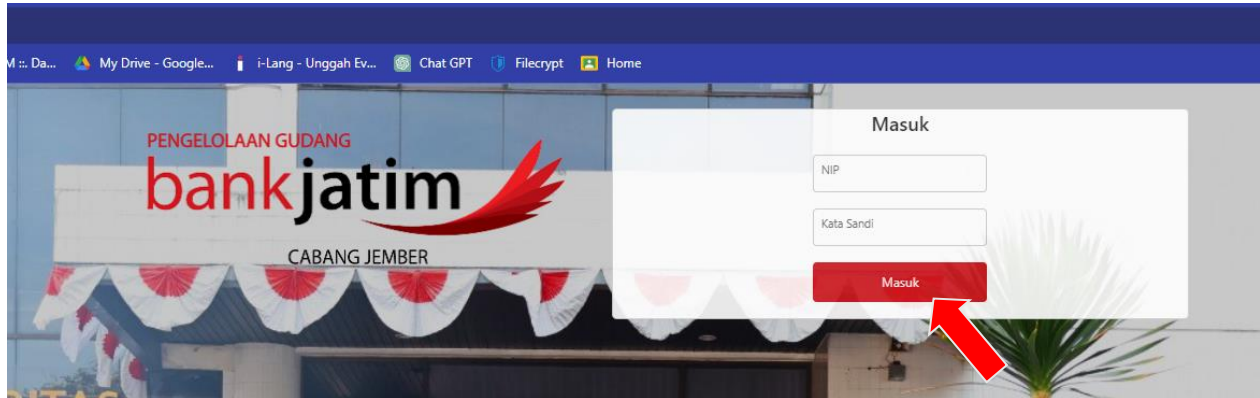 M ::. Da... My Drive - Google... i-Lang - Unggah Ev... Chat GPT Filecrypt Home
PENGELOLAAN GUDANG
bankjatim
CABANG JEMBER
Masuk
NIP
Kata Sandi
Masuk
ITAS